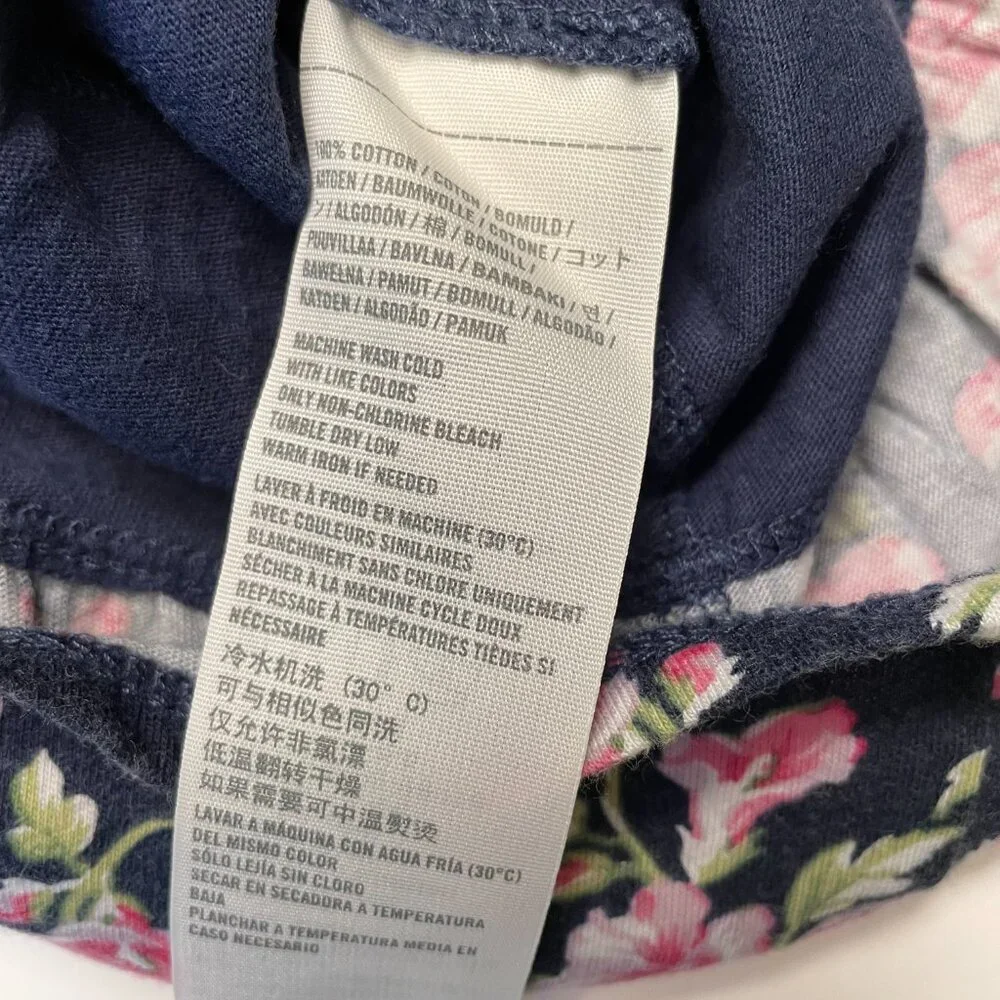 100% COTTON / COTON / BOMULD /
KATOEN / BAUMWOLLE / COTONE / コット
ン / ALGODÓN / 棉 / BOMULL /
PUUVILLAA / BAVLNA / BAMBAKI / 면 /
BAWEŁNA / PAMUT / BOMULL / ALGODÃO /
KATOEN / ALGODÃO / PAMUK
MACHINE WASH COLD
WITH LIKE COLORS
ONLY NON-CHLORINE BLEACH
TUMBLE DRY LOW
WARM IRON IF NEEDED
LAVER À FROID EN MACHINE (30°C)
AVEC COULEURS SIMILAIRES
BLANCHIMENT SANS CHLORE UNIQUEMENT
SÉCHER À LA MACHINE CYCLE DOUX
REPASSAGE À TEMPÉRATURES TIÈDES SI
NÉCESSAIRE
冷水机洗 (30° C)
可与相似色同洗
仅允许非氯漂
低温翻转干燥
如果需要可中温熨烫
LAVAR A MÁQUINA CON AGUA FRÍA (30°C)
DEL MISMO COLOR
SÓLO LEJÍA SIN CLORO
SECAR EN SECADORA A TEMPERATURA
BAJA
PLANCHAR A TEMPERATURA MEDIA EN
CASO NECESARIO